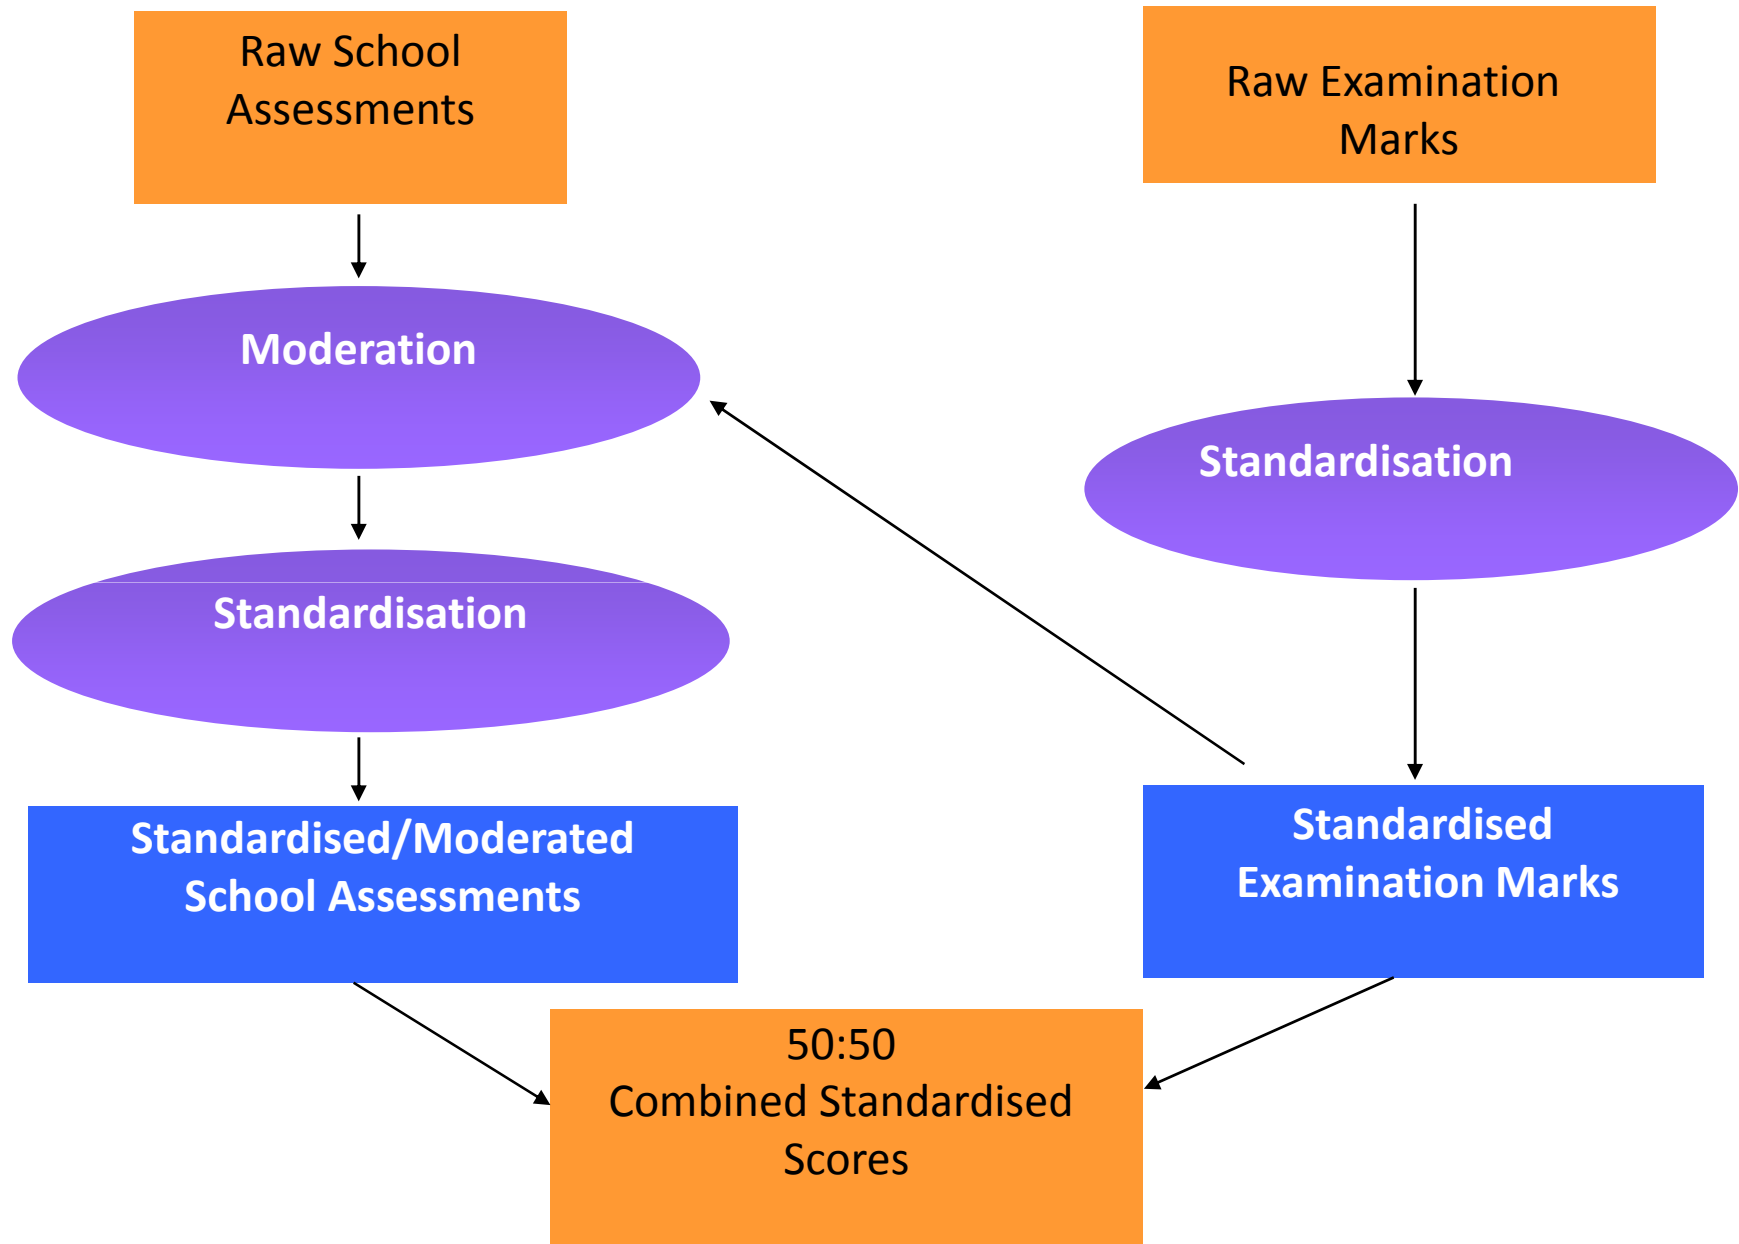 Raw School
Assessments
Raw Examination
Marks
Moderation
Standardisation
Standardisation
Standardised/Moderated
School Assessments
Standardised
Examination Marks
50:50
Combined Standardised
Scores